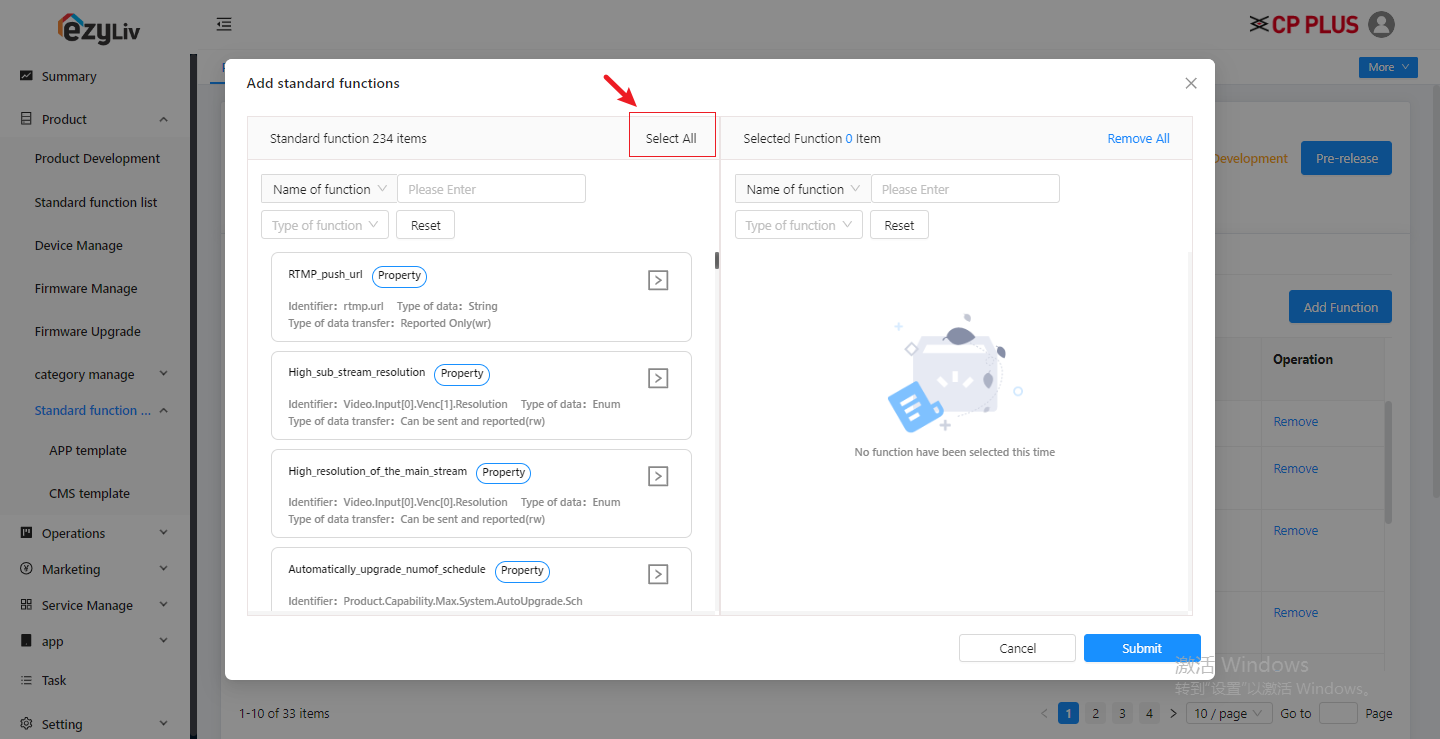 ezyLiv
CP PLUS
Summary
Product
Product Development
Standard function list
Device Manage
Firmware Manage
Firmware Upgrade
category manage
Standard function ...
APP template
CMS template
Operations
Marketing
Service Manage
app
Task
Setting
More
Development
Pre-release
Add Function
Operation
Remove
Remove
Remove
Remove
Add standard functions
Standard function 234 items
Select All
Name of function
Please Enter
Type of function
Reset
RTMP_push_url Property
Identifier: rtmp.url Type of data: String
Type of data transfer: Reported Only(wr)
High_sub_stream_resolution Property
Identifier: Video.Input[0].Venc[1].Resolution Type of data: Enum
Type of data transfer: Can be sent and reported(rw)
High_resolution_of_the_main_stream Property
Identifier: Video.Input[0].Venc[0].Resolution Type of data: Enum
Type of data transfer: Can be sent and reported(rw)
Automatically_upgrade_numof_schedule Property
Identifier: Product.Capability.Max.System.AutoUpgrade.Sch
Selected Function 0 Item
Remove All
Name of function
Please Enter
Type of function
Reset
No function have been selected this time
Cancel
Submit
激活 Windows
转到"设置"以激活 Windows。
1-10 of 33 items
< 1 2 3 4 > 10 / page Go to Page